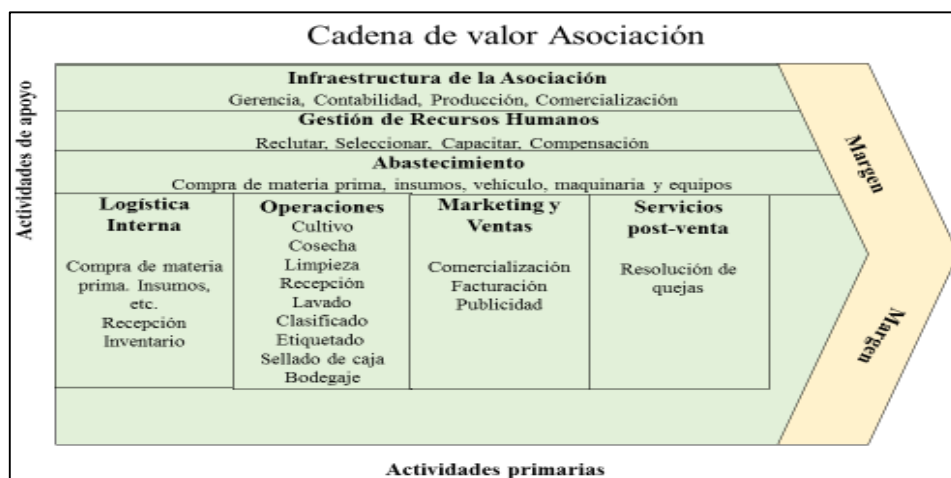 Cadena de valor Asociación
Actividades de apoyo
Infraestructura de la Asociación
Gerencia, Contabilidad, Producción, Comercialización
Gestión de Recursos Humanos
Reclutar, Seleccionar, Capacitar, Compensación
Abastecimiento
Compra de materia prima, insumos, vehículo, maquinaria y equipos
Logística
Interna
Compra de materia
prima. Insumos,
etc.
Recepción
Inventario
Operaciones
Cultivo
Cosecha
Limpieza
Recepción
Lavado
Clasificado
Etiquetado
Sellado de caja
Bodegaje
Marketing y
Ventas
Comercialización
Facturación
Publicidad
Servicios
post-venta
Resolución de
quejas
Margen
Margen
Actividades primarias